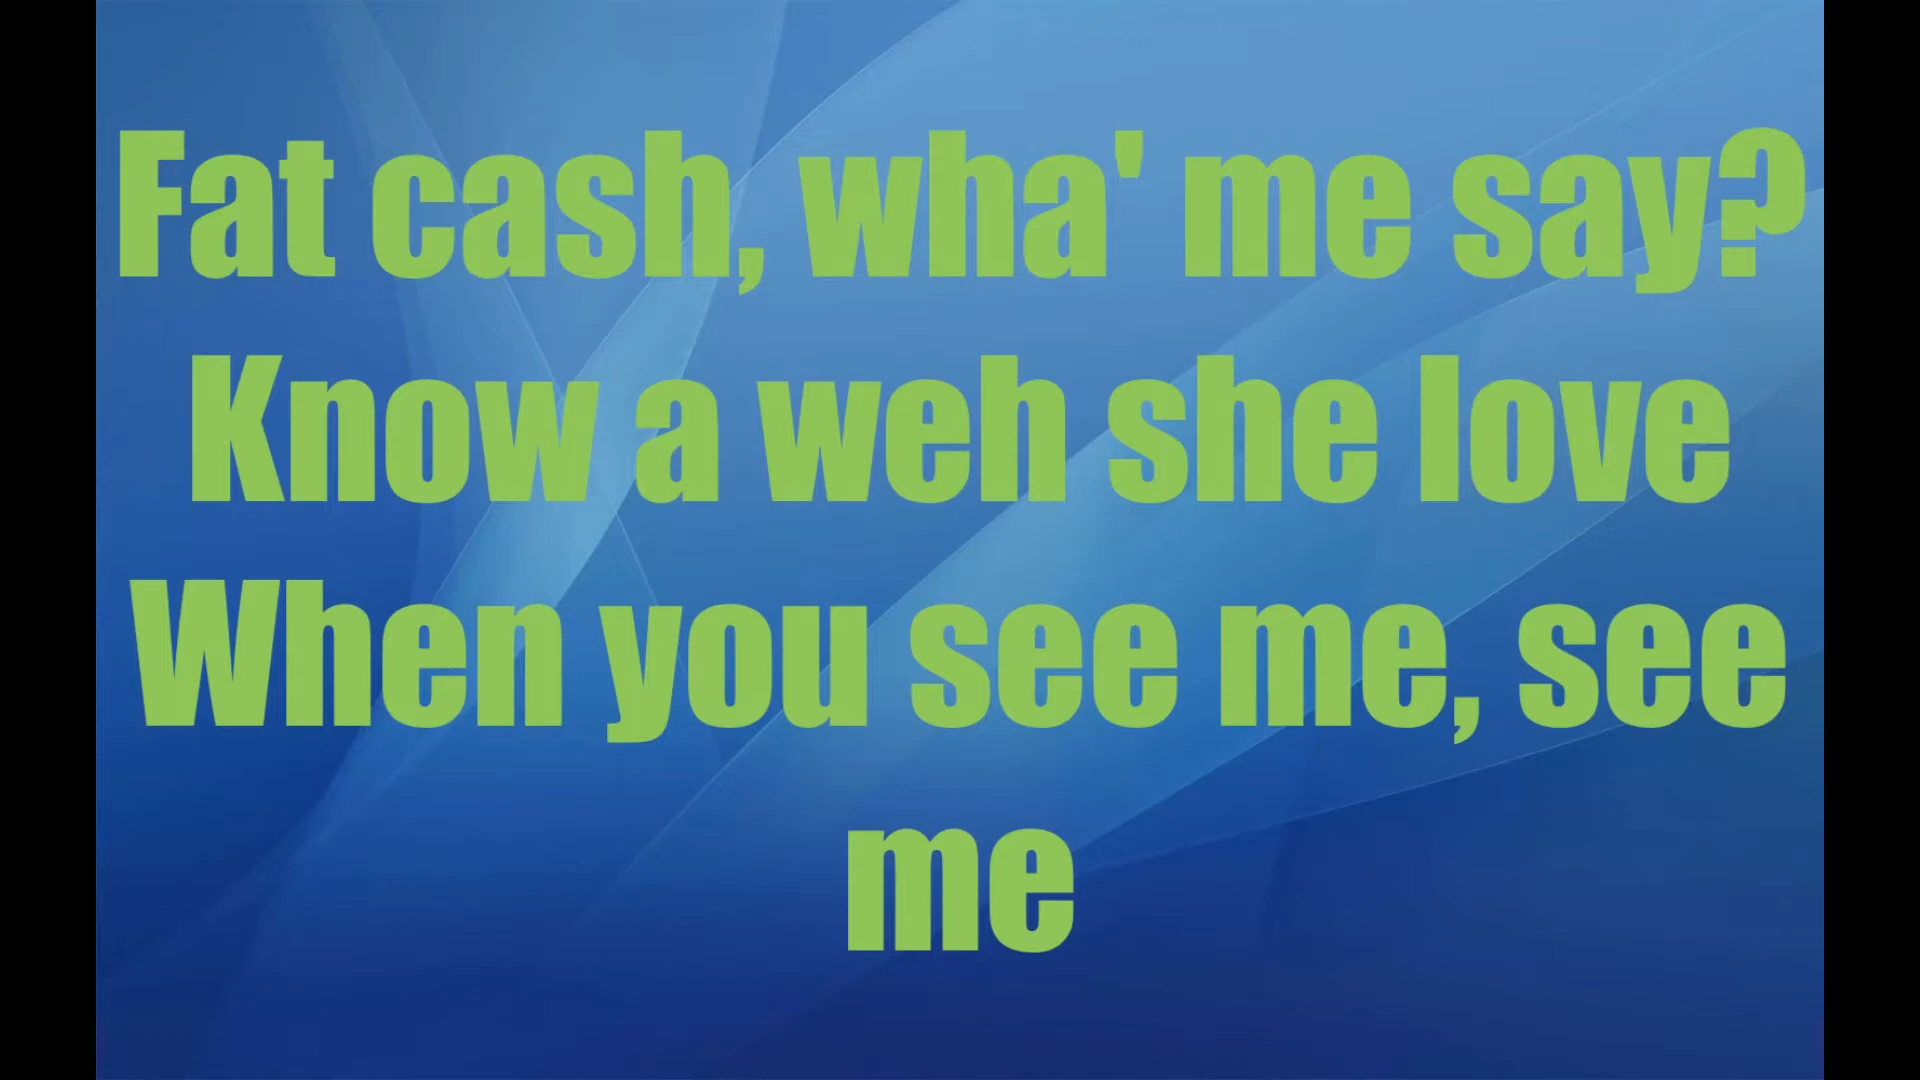 Fat cash, wha' me say?
Know a weh she love
When you see me, see
me